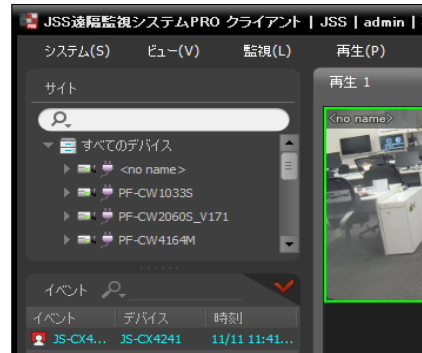 JSS遠隔監視システムPRO クライアント | JSS | admin |
システム(S) ビュー(V) 監視(L) 再生(P)
サイト
再生 1
<no name>
すべてのデバイス
<no name>
PF-CW1033S
PF-CW2060S_V171
PF-CW4164M
イベント
イベント デバイス 時刻
JS-CX4... JS-CX4241 11/11 11:41...